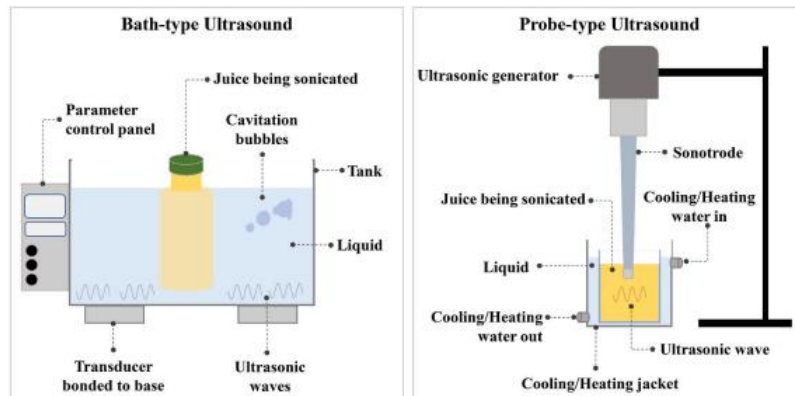 Bath-type Ultrasound
Juice being sonicated
Parameter
control panel
Cavitation
bubbles
Tank
Liquid
Transducer
bonded to base
Ultrasonic
waves
Probe-type Ultrasound
Ultrasonic generator
Sonotrode
Juice being sonicated
Cooling/Heating
water in
Liquid
Cooling/Heating
water out
Ultrasonic wave
Cooling/Heating jacket